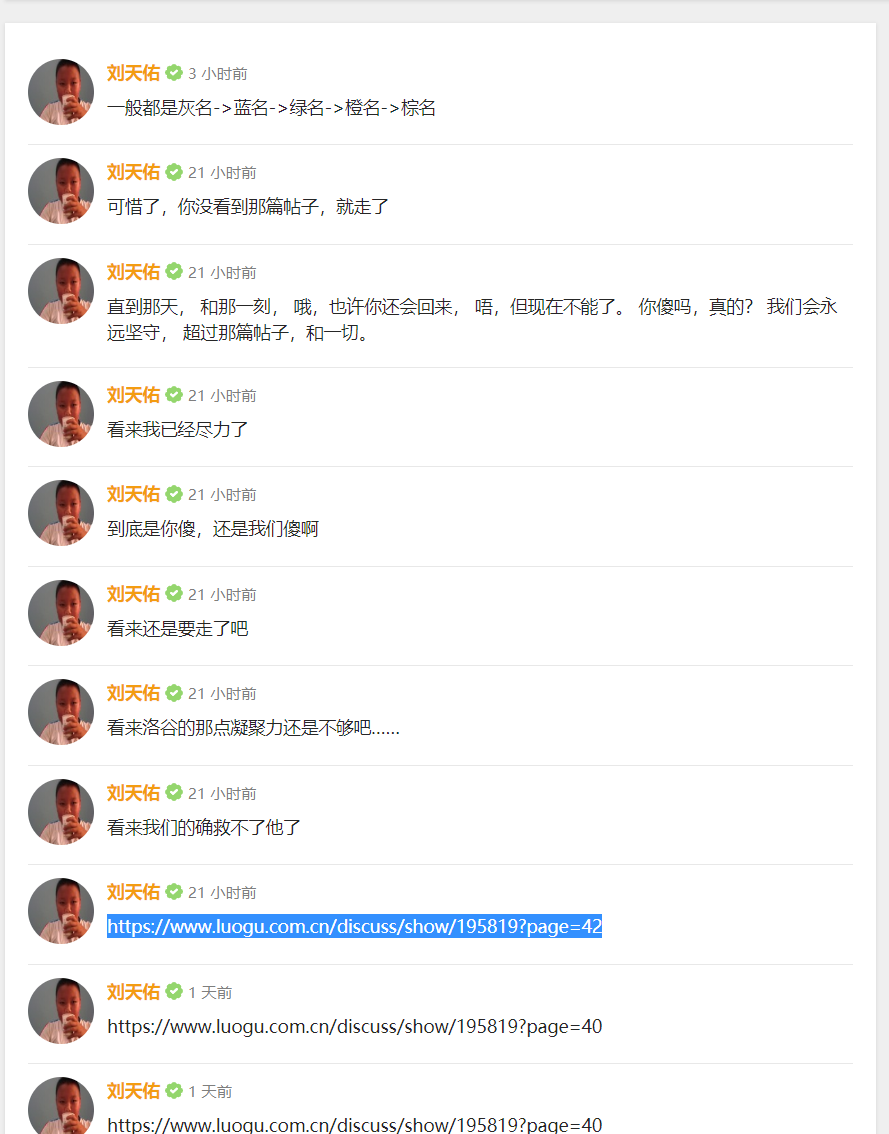 刘天佑 3 小时前
一般都是灰名->蓝名->绿名->橙名->棕名
刘天佑 21 小时前
可惜了，你没看到那篇帖子，就走了
刘天佑 21 小时前
直到那天， 和那一刻， 哦，也许你还会回来， 唔，但现在不能了。 你傻吗，真的？ 我们会永
远坚守， 超过那篇帖子，和一切。
刘天佑 21 小时前
看来我已经尽力了
刘天佑 21 小时前
到底是你傻，还是我们傻啊
刘天佑 21 小时前
看来还是要走了吧
刘天佑 21 小时前
看来洛谷的那点凝聚力还是不够吧......
刘天佑 21 小时前
看来我们的确救不了他了
刘天佑 21 小时前
https://www.luogu.com.cn/discuss/show/195819?page=42
刘天佑 1 天前
https://www.luogu.com.cn/discuss/show/195819?page=40
刘天佑 1 天前
https://www.luogu.com.cn/discuss/show/195819?page=40